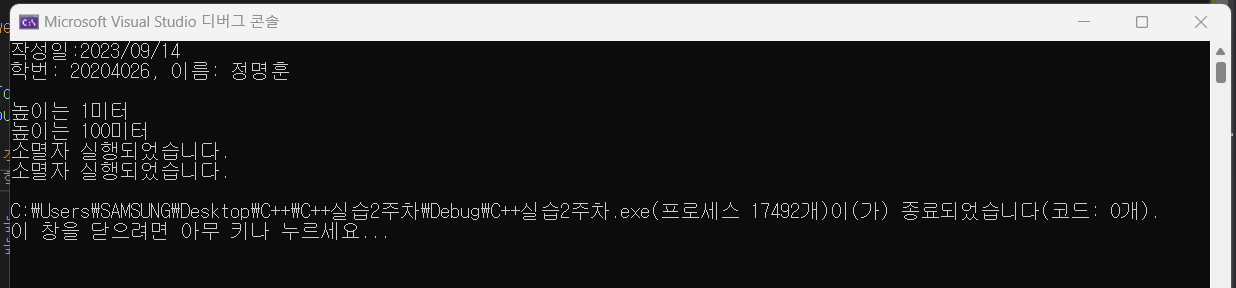 Microsoft Visual Studio 디버그 콘솔
작성일:2023/09/14
학번: 20204026, 이름: 정명훈
높이는 1미터
높이는 100미터
소멸자 실행되었습니다.
소멸자 실행되었습니다.
C:₩Users₩SAMSUNG₩Desktop₩C++₩C++실습2주차₩Debug₩C++실습2주차.exe(프로세스 17492개)이(가) 종료되었습니다(코드: 0개).
이 창을 닫으려면 아무 키나 누르세요...